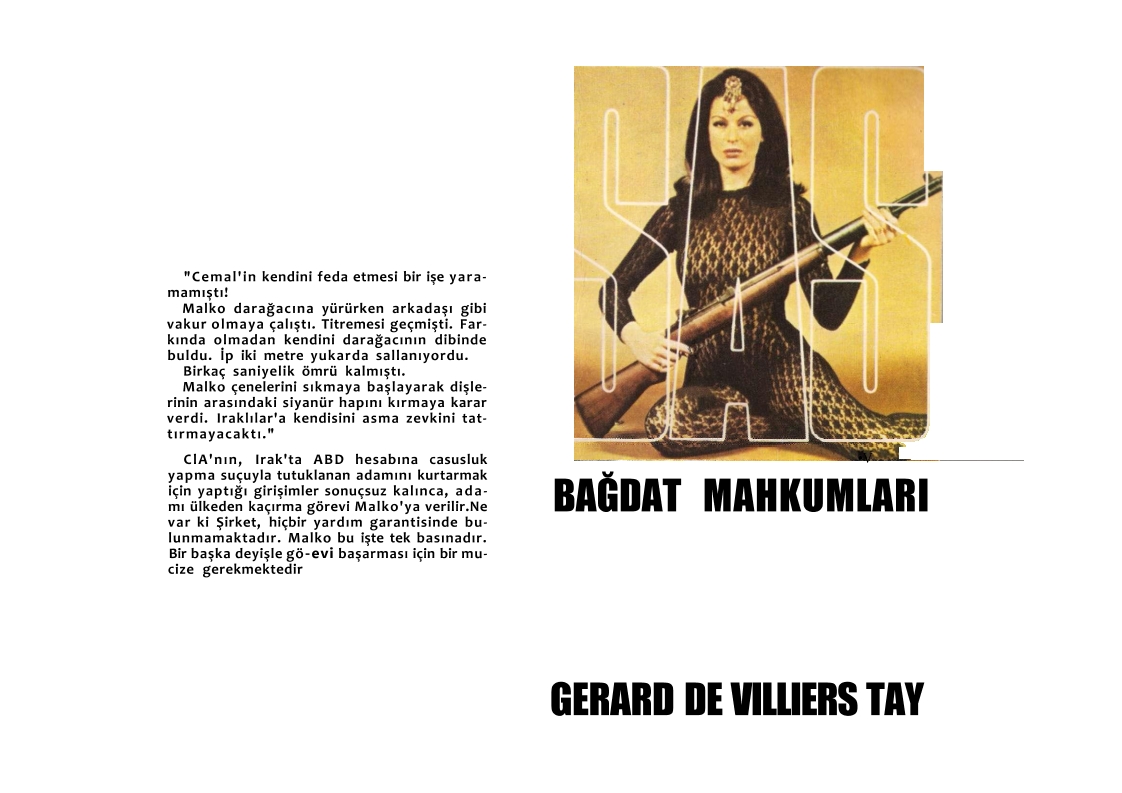 "Cemal'in kendini feda etmesi bir işe yara-
mamıştı!
Malko darağacına yürürken arkadaşı gibi
vakur olmaya çalıştı. Titremesi geçmişti. Far-
kında olmadan kendini darağacının dibinde
buldu. İp iki metre yukarda sallanıyordu.
Birkaç saniyelik ömrü kalmıştı.
Malko çenelerini sıkmaya başlayarak dişle-
rinin arasındaki siyanür hapını kırmaya karar
verdi. Iraklılar'a kendisini asma zevkini tat-
tırmayacaktı."
ClA'nın, Irak'ta ABD hesabına casusluk
yapma suçuyla tutuklanan adamını kurtarmak
için yaptığı girişimler sonuçsuz kalınca, ada-
mı ülkeden kaçırma görevi Malko'ya verilir.Ne
var ki Şirket, hiçbir yardım garantisinde bu-
lunmamaktadır. Malko bu işte tek basınadır.
Bir başka deyişle gö-evi başarması için bir mu-
cize gerekmektedir
SAS
BAĞDAT MAHKUMLARI
GERARD DE VILLIERS TAY